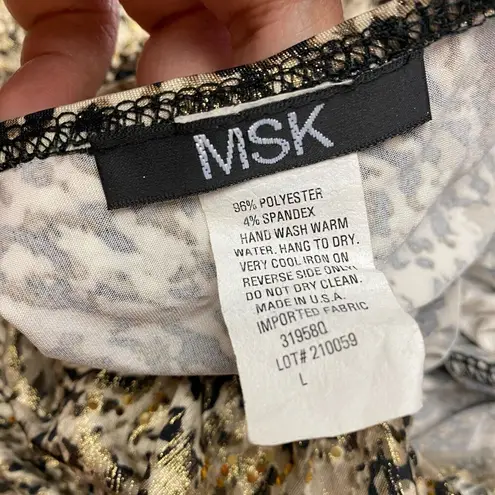 MSK
96% POLYESTER
4% SPANDEX
HAND WASH WARM
WATER. HANG TO DRY.
VERY COOL IRON ON
REVERSE SIDE ONLY.
DO NOT DRY CLEAN.
MADE IN U.S.A.
IMPORTED FABRIC
31958Q
LOT# 210059
L